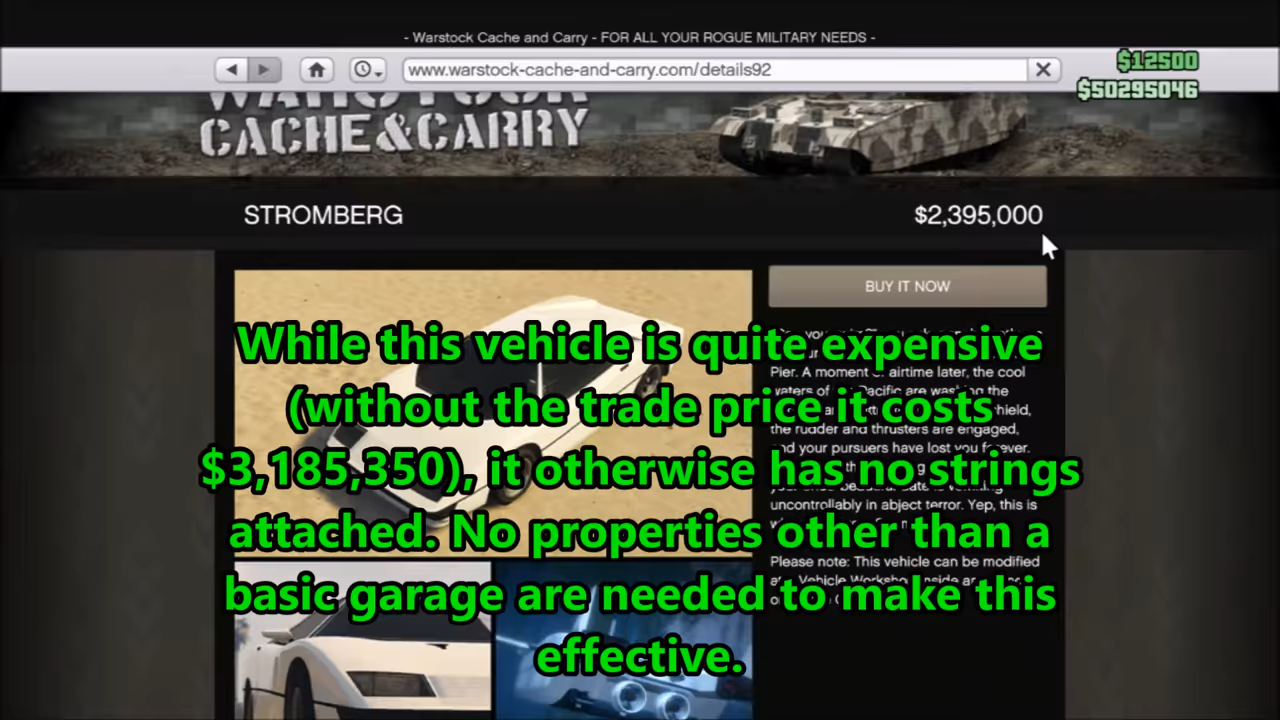 - Warstock Cache and Carry - FOR ALL YOUR ROGUE MILITARY NEEDS -
www.warstock-cache-and-carry.com/details92
$12500
$50295046
CACHE&CARRY
STROMBERG
$2,395,000
BUY IT NOW
While this vehicle is quite expensive
(without the trade price it costs
$3,185,350), it otherwise has no strings
attached. No properties other than a
basic garage are needed to make this
effective.
Pier. A moment airtime later, the cool
Pacific are washing the
the rudder and thrusters are engaged,
and your pursuers have lost you
uncontrollably in abject terror. Yep, this is
Please note: This vehicle can be modified